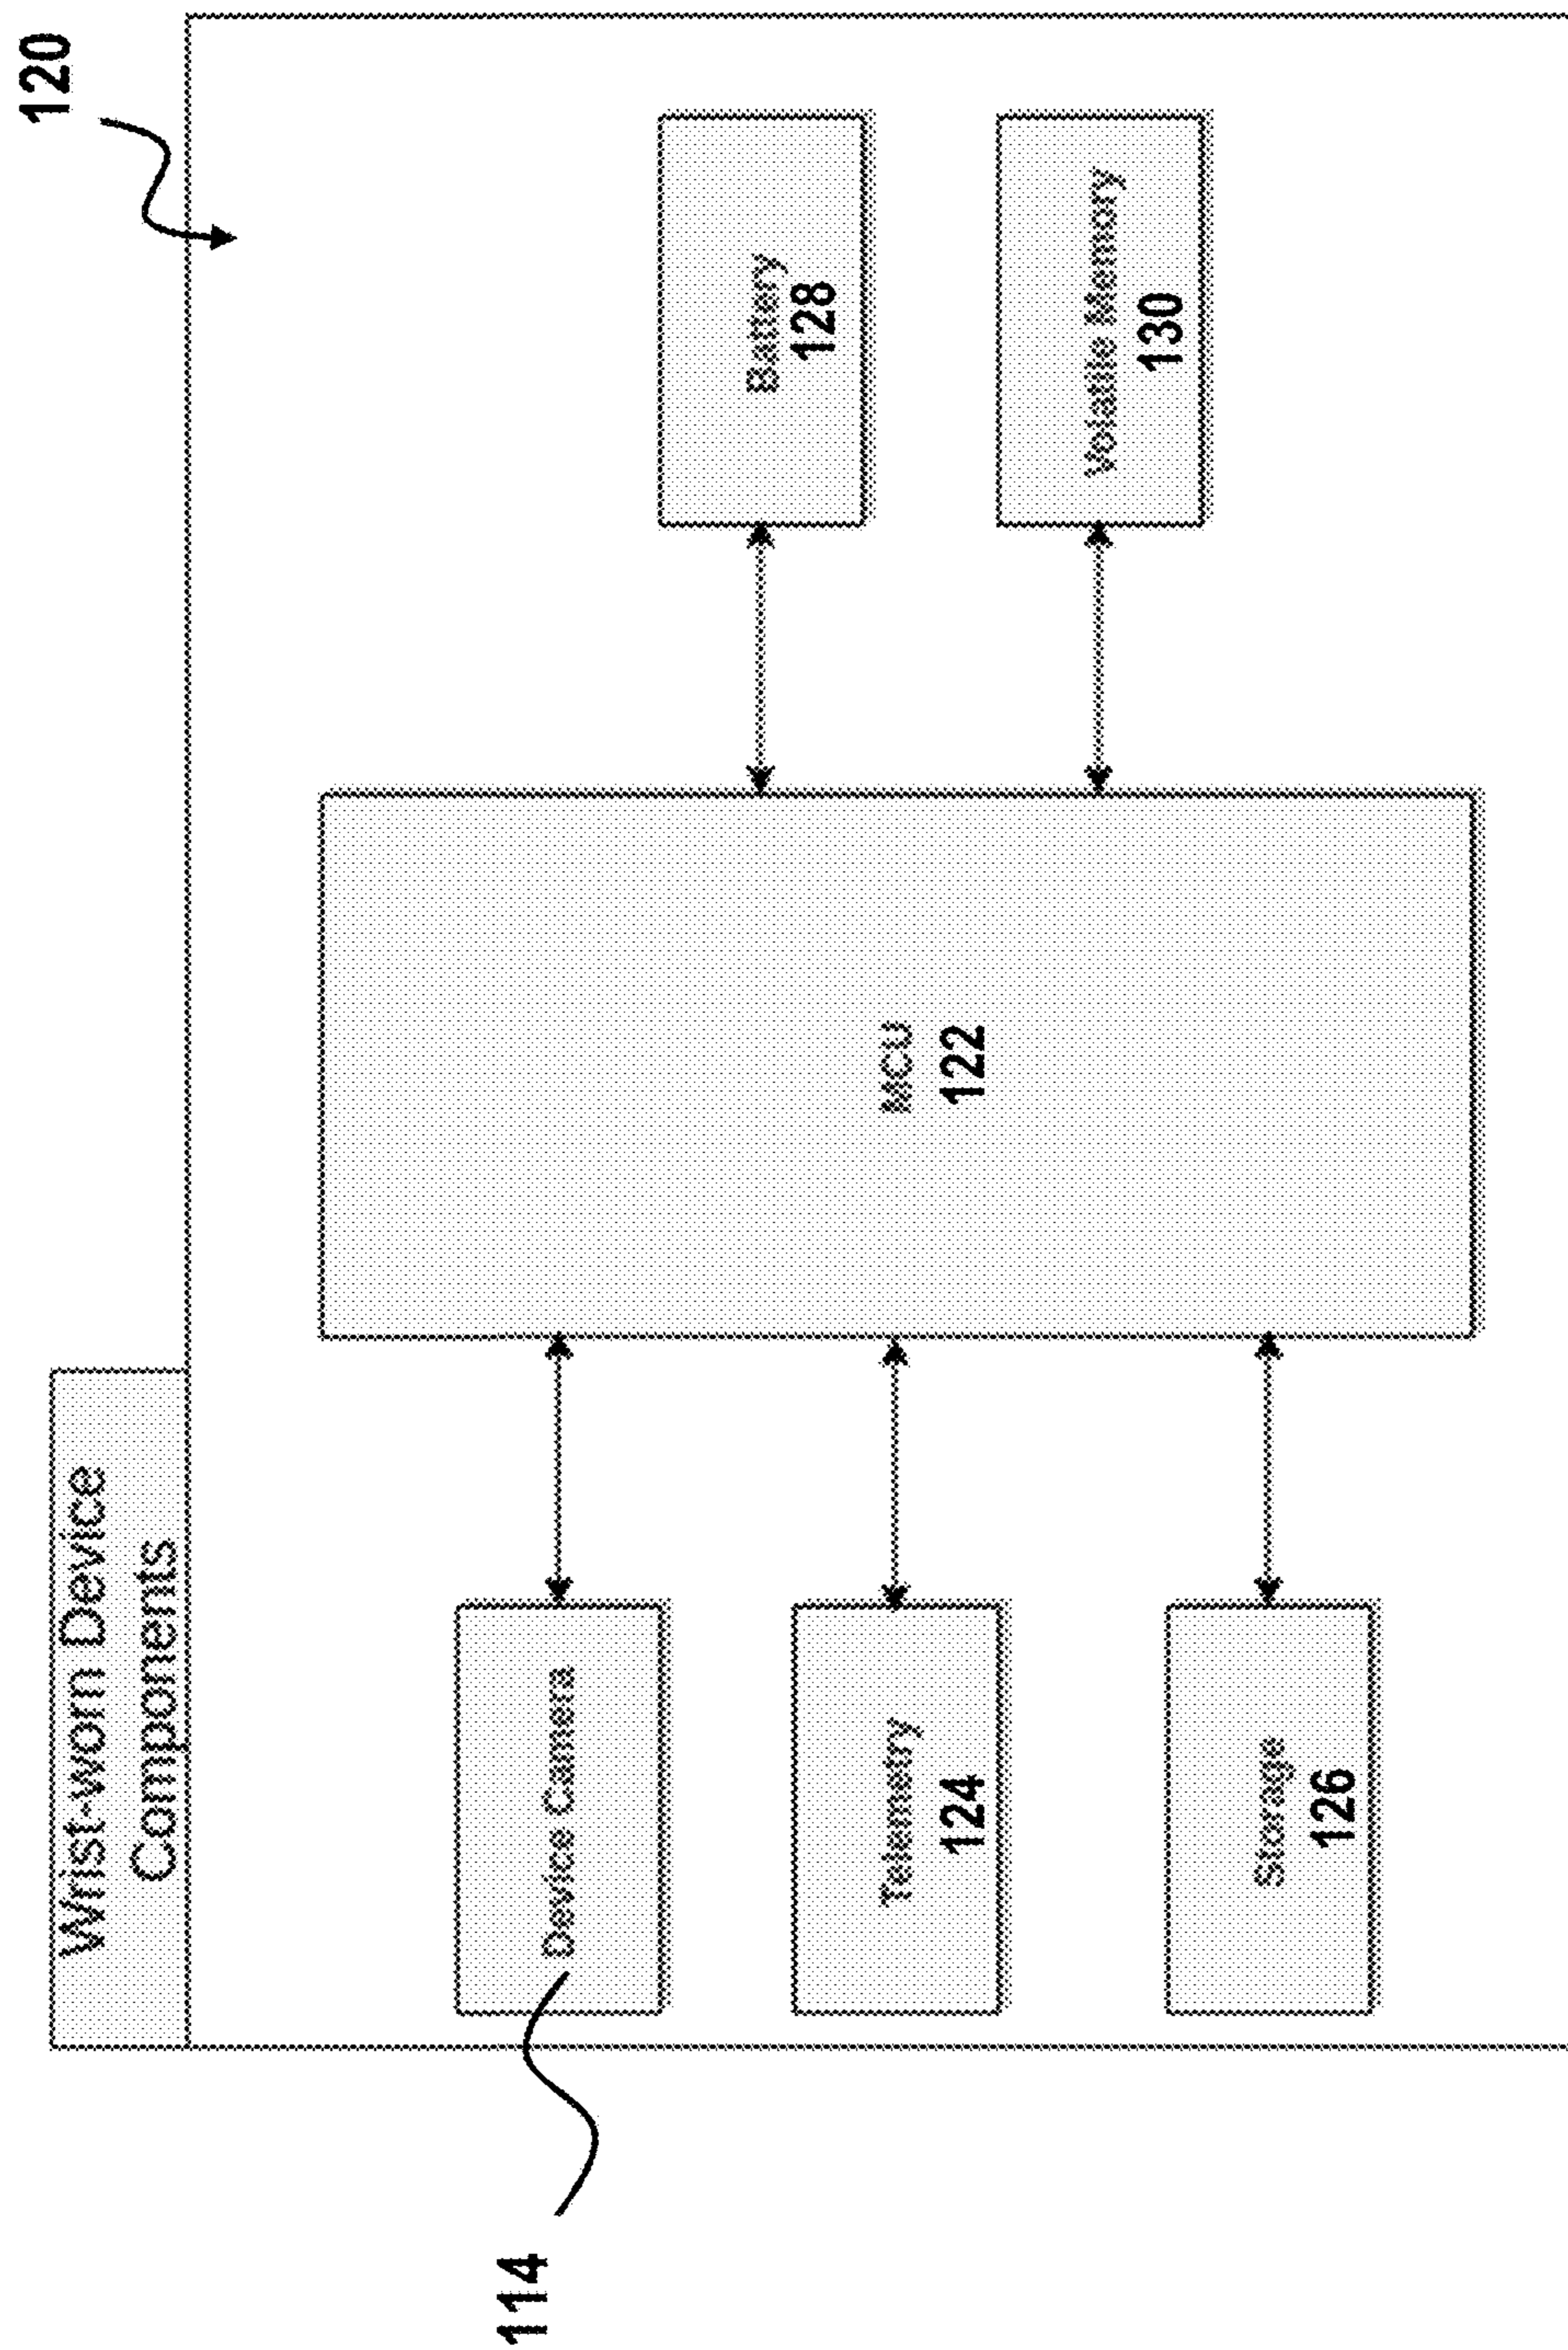 120
Wrist-worn Device
Components
114
Device Camera
Telemetry
124
Storage
126
MCU
122
Battery
128
Volatile Memory
130